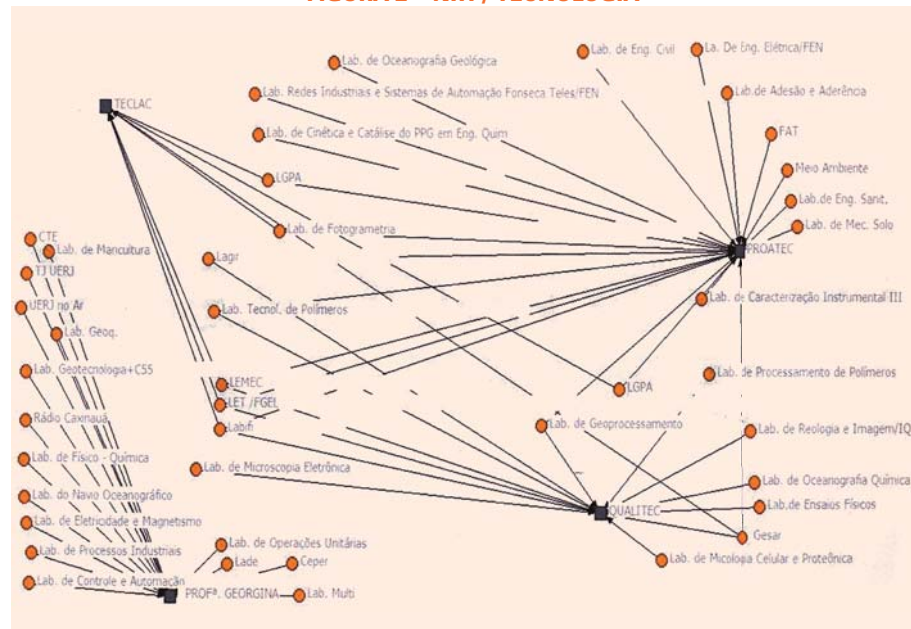 Lab. de Eng. Civil
La. De Eng. Elétrica/FEN
Lab. de Oceanografia Geológica
Lab. Redes Industriais e Sistemas de Automação Fonseca Teles/FEN
Lab.de Adesão e Aderência
TECLAC
Lab. de Cinética e Catálise do PPG em Eng. Quim
FAT
Meio Ambiente
LGPA
Lab.de Eng. Sanit.
Lab. de Mec. Solo
Lab. de Fotogrametria
CTE
Lab. de Maricultura
PROATEC
Lagir
TJ UERJ
UERJ no Ar
Lab. Tecnol. de Polímeros
Lab. de Caracterização Instrumental III
Lab. Geoq.
Lab. Geotecnologia+CSS
LEMEC
LGPA
Lab. de Processamento de Polímeros
LET /FGEL
Rádio Caxinauá
Labifi
Lab. de Geoprocessamento
Lab. de Reologia e Imagem/IQ
Lab. de Físico - Química
Lab. de Microscopia Eletrônica
Lab. de Oceanografia Química
Lab. do Navio Oceanográfico
QUALITEC
Lab.de Ensaios Físicos
Lab. de Eletricidade e Magnetismo
Gesar
Lab. de Operações Unitárias
Lab. de Processos Industriais
Lade
Ceper
Lab. de Micologia Celular e Proteônica
Lab. de Controle e Automação
PROFª. GEORGINA
Lab. Multi